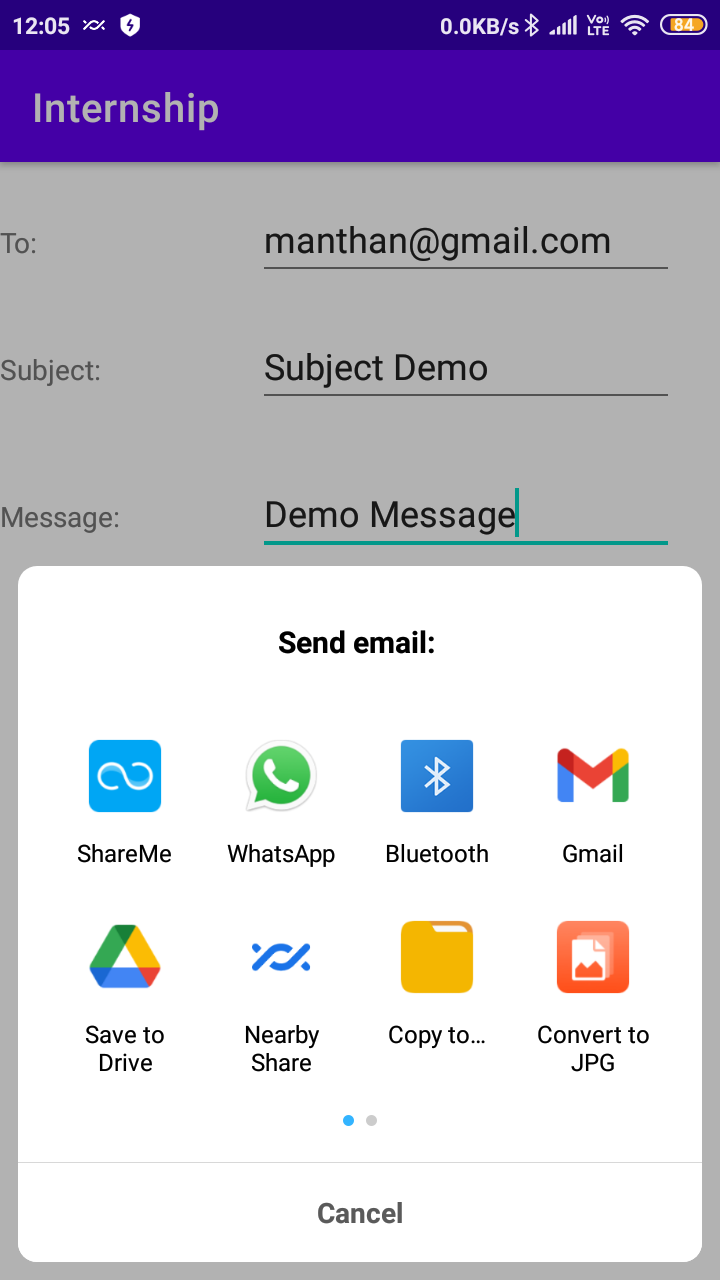 12:05 0.0KB/s Vo)) LTE 84
Internship
To: manthan@gmail.com
Subject: Subject Demo
Message: Demo Message
Send email:
ShareMe WhatsApp Bluetooth Gmail
Save to Drive Nearby Share Copy to... Convert to JPG
Cancel